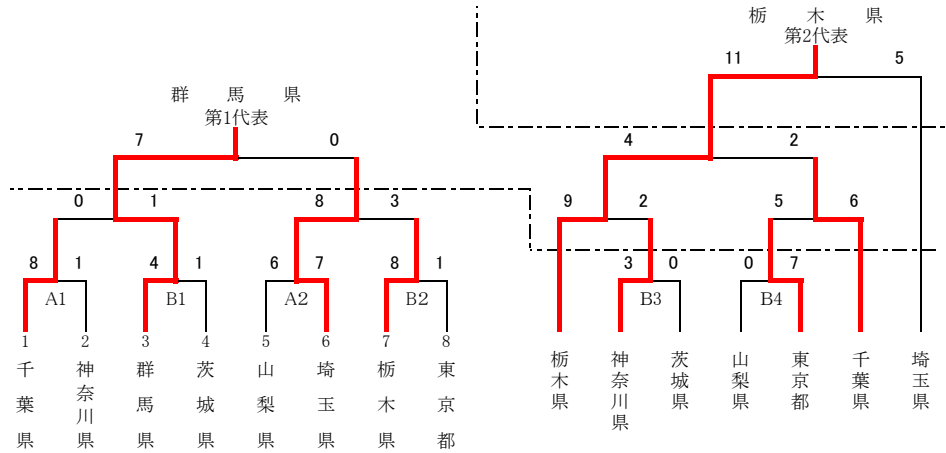 栃木県
第2代表
11 5
群馬県
第1代表
7 0
4 2
0 1 8 3
9 2 5 6
8 1 4 1 6 7 8 1
3 0 0 7
A1 B1 A2 B2
B3 B4
1 2 3 4 5 6 7 8
千葉県
神奈川県
群馬県
茨城県
山梨県
埼玉県
栃木県
東京都
栃木県
神奈川県
茨城県
山梨県
東京都
千葉県
埼玉県